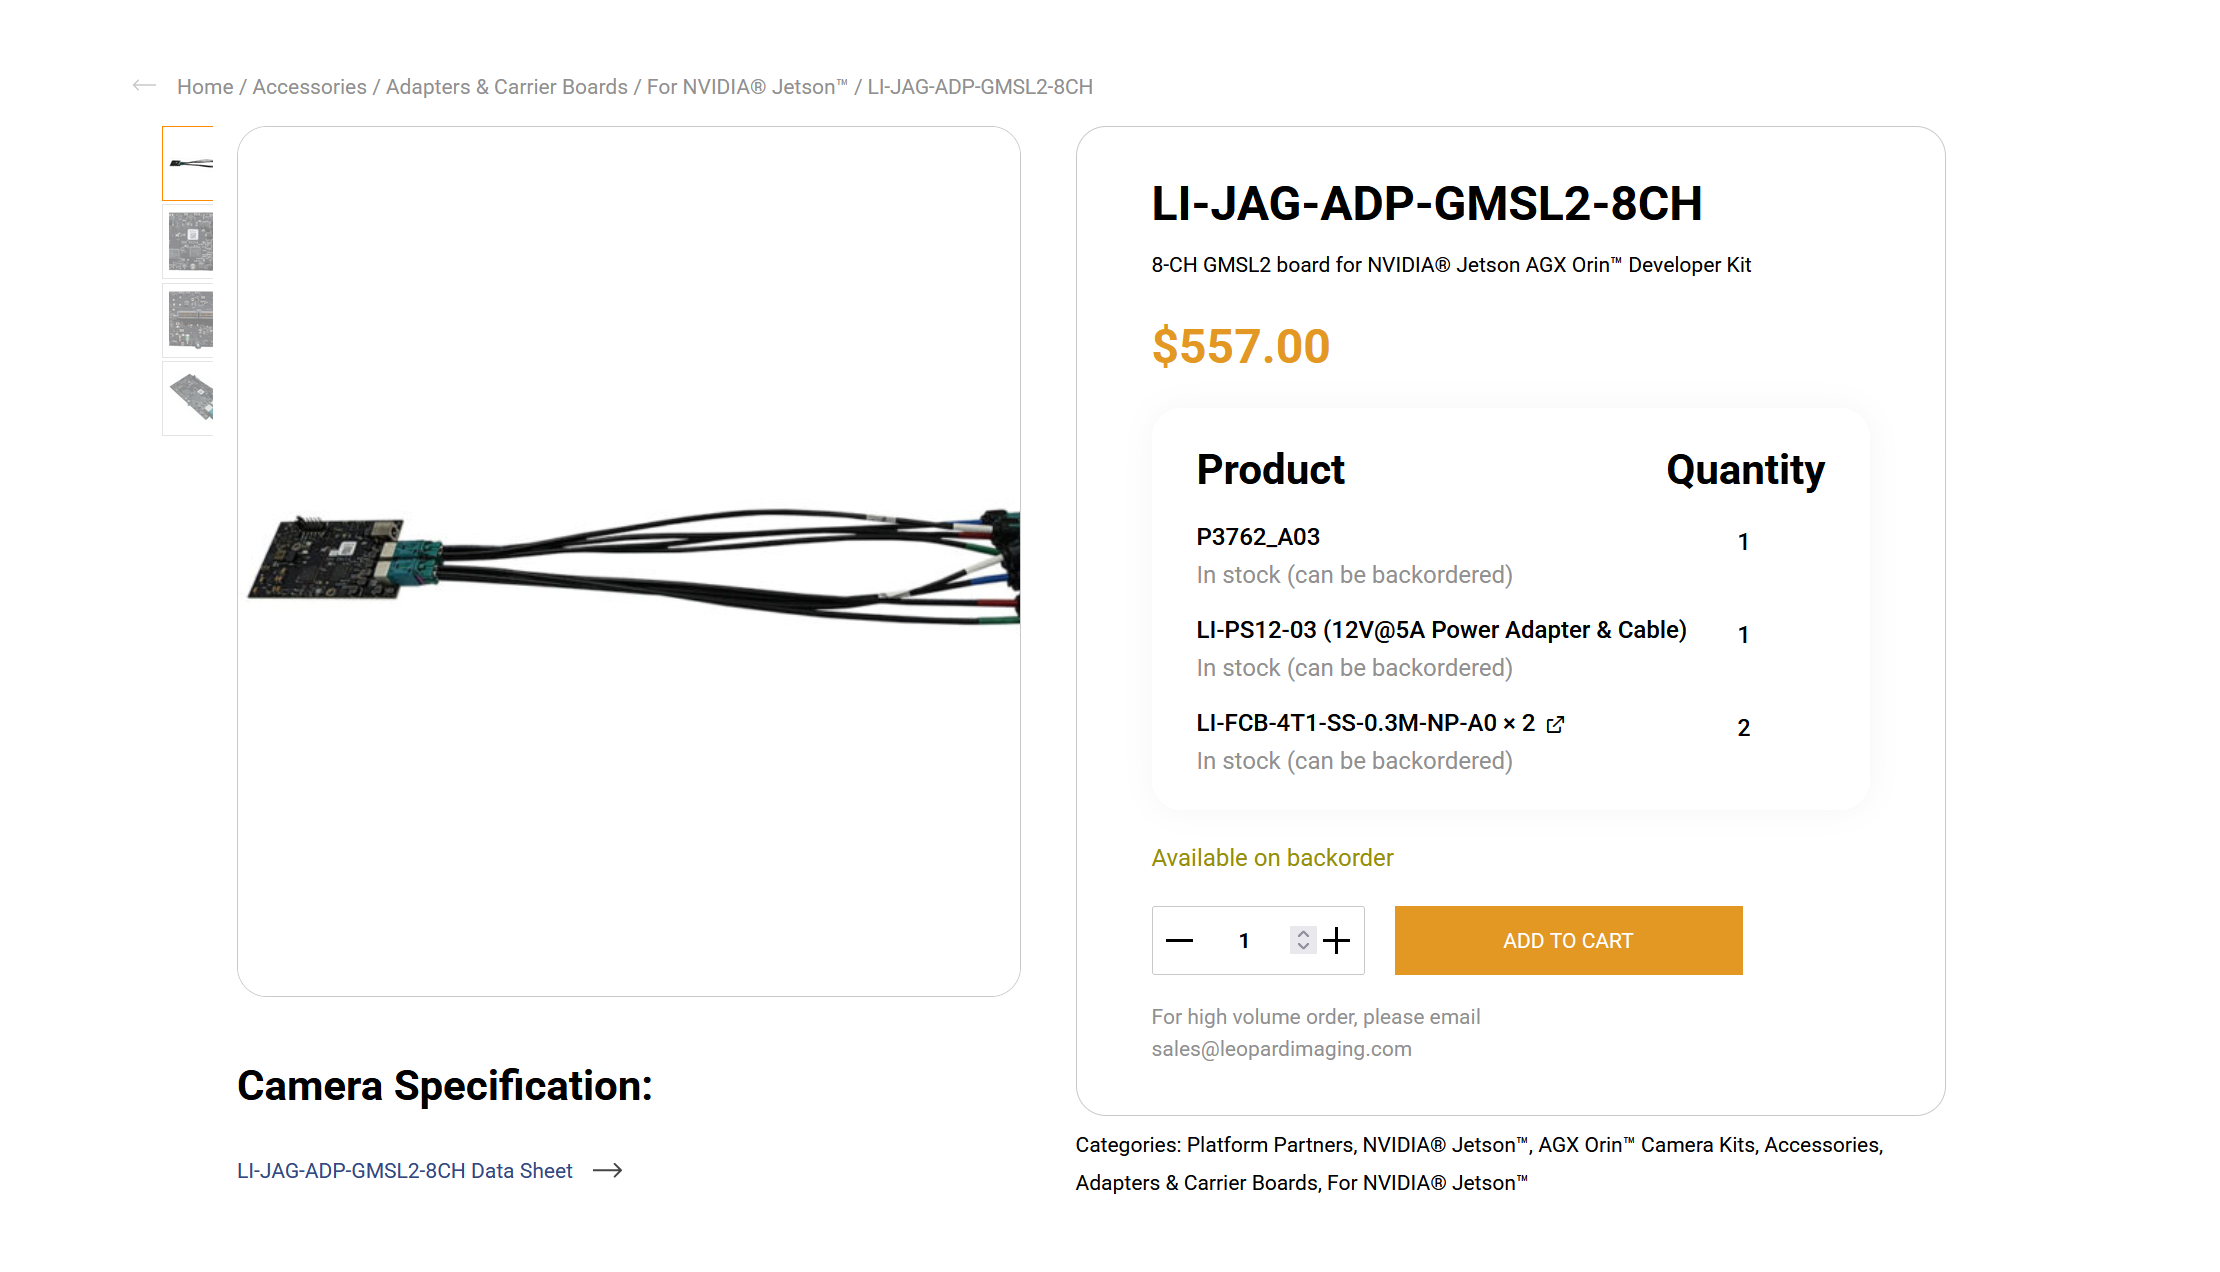 Home / Accessories / Adapters & Carrier Boards / For NVIDIA® Jetson™ / LI-JAG-ADP-GMSL2-8CH
LI-JAG-ADP-GMSL2-8CH
8-CH GMSL2 board for NVIDIA® Jetson AGX Orin™ Developer Kit
$557.00
Product Quantity
P3762_A03 1
In stock (can be backordered)
LI-PS12-03 (12V@5A Power Adapter & Cable) 1
In stock (can be backordered)
LI-FCB-4T1-SS-0.3M-NP-A0 × 2 2
In stock (can be backordered)
Available on backorder
1 ADD TO CART
For high volume order, please email
sales@leopardimaging.com
Categories: Platform Partners, NVIDIA® Jetson™, AGX Orin™ Camera Kits, Accessories,
Adapters & Carrier Boards, For NVIDIA® Jetson™
Camera Specification:
LI-JAG-ADP-GMSL2-8CH Data Sheet